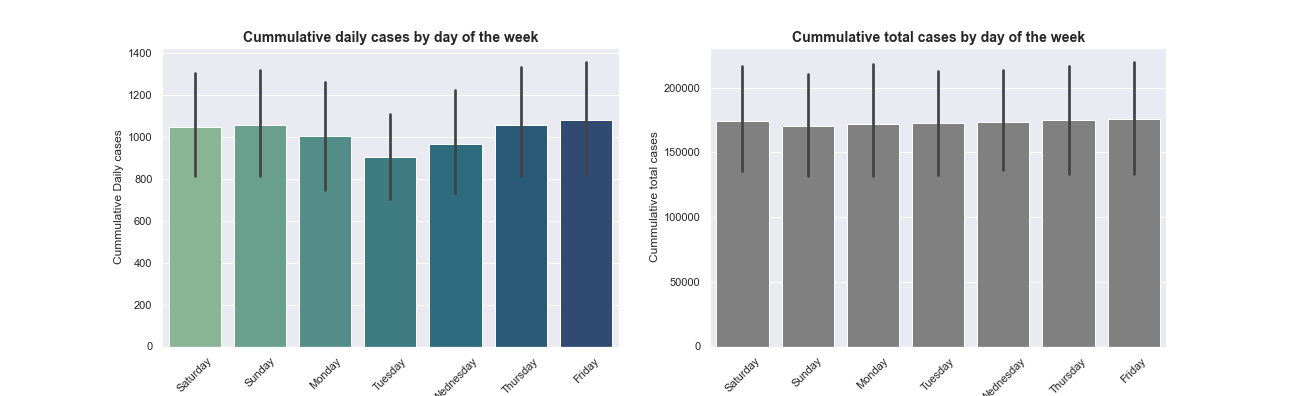 Cummulative daily cases by day of the week
Cummulative Daily cases
1400
1200
1000
800
600
400
200
0
Saturday
Sunday
Monday
Tuesday
Wednesday
Thursday
Friday
Cummulative total cases by day of the week
Cummulative total cases
200000
150000
100000
50000
0
Saturday
Sunday
Monday
Tuesday
Wednesday
Thursday
Friday